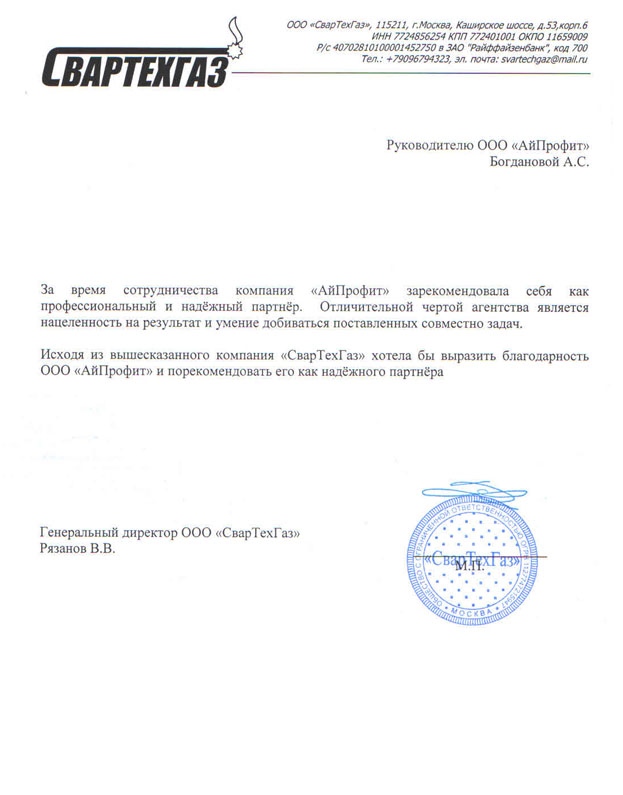 СВАРТЕХГАЗ
ООО «СварТехГаз», 115211, г.Москва, Каширское шоссе, д.53,корп.6
ИНН 7724856254 КПП 772401001 ОКПО 11659009
Р/с 40702810100001452750 в ЗАО "Райффайзенбанк", код 700
Тел.: +79096794323, эл. почта: svartechgaz@mail.ru
Руководителю ООО «АйПрофит»
Богдановой А.С.
За время сотрудничества компания «АйПрофит» зарекомендовала себя как
профессиональный и надёжный партнёр. Отличительной чертой агентства является
нацеленность на результат и умение добиваться поставленных совместно задач.
Исходя из вышесказанного компания «СварТехГаз» хотела бы выразить благодарность
ООО «АйПрофит» и порекомендовать его как надёжного партнёра
Генеральный директор ООО «СварТехГаз»
Рязанов В.В.
ОБЩЕСТВО С ОГРАНИЧЕННОЙ ОТВЕТСТВЕННОСТЬЮ ОГРН
«СварТехГаз»
М.П.
МОСКВА